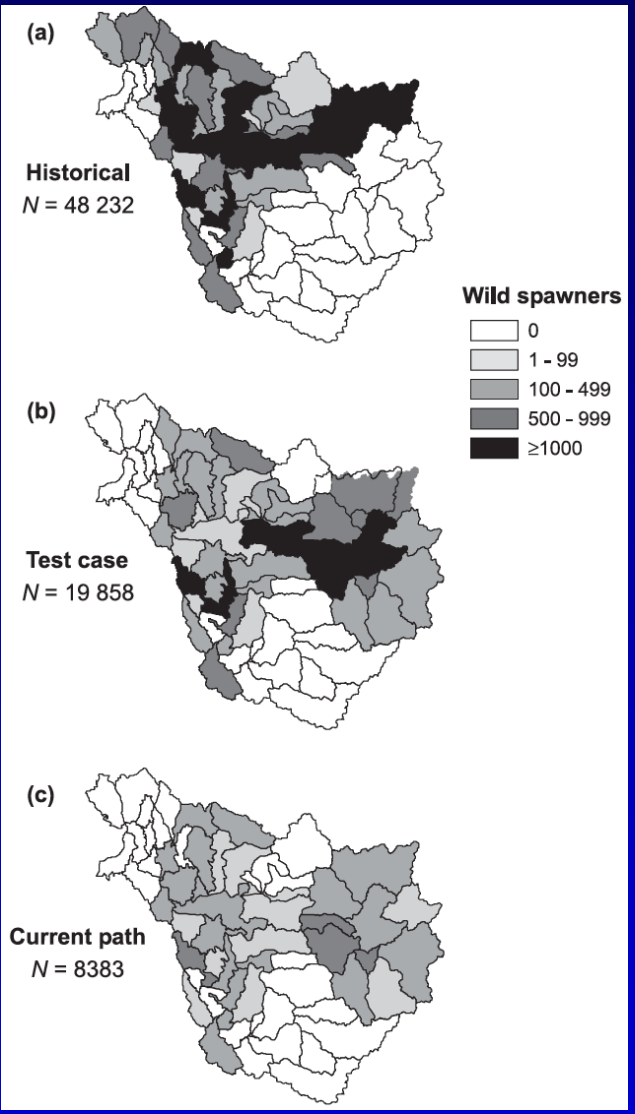 (a)
Historical
N = 48 232
Wild spawners
0
1 - 99
100 - 499
500 - 999
≥1000
(b)
Test case
N = 19 858
(c)
Current path
N = 8383